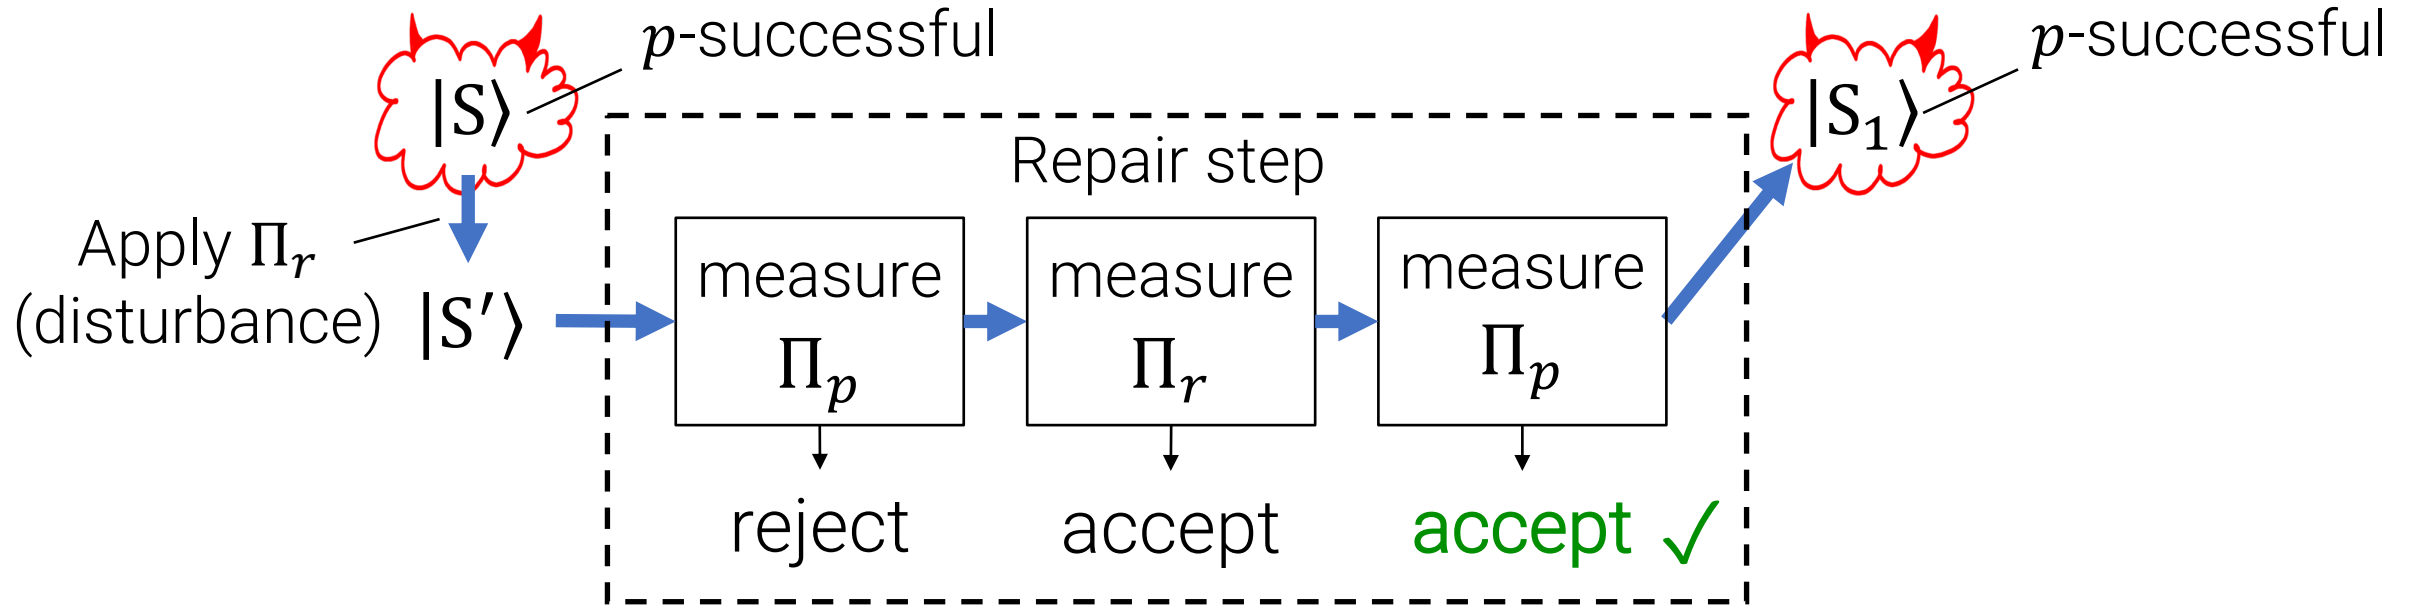 |S⟩
p-successful
Apply Πr
(disturbance)
|S′⟩
Repair step
measure
Πp
measure
Πr
measure
Πp
reject
accept
accept ✓
|S₁⟩
p-successful